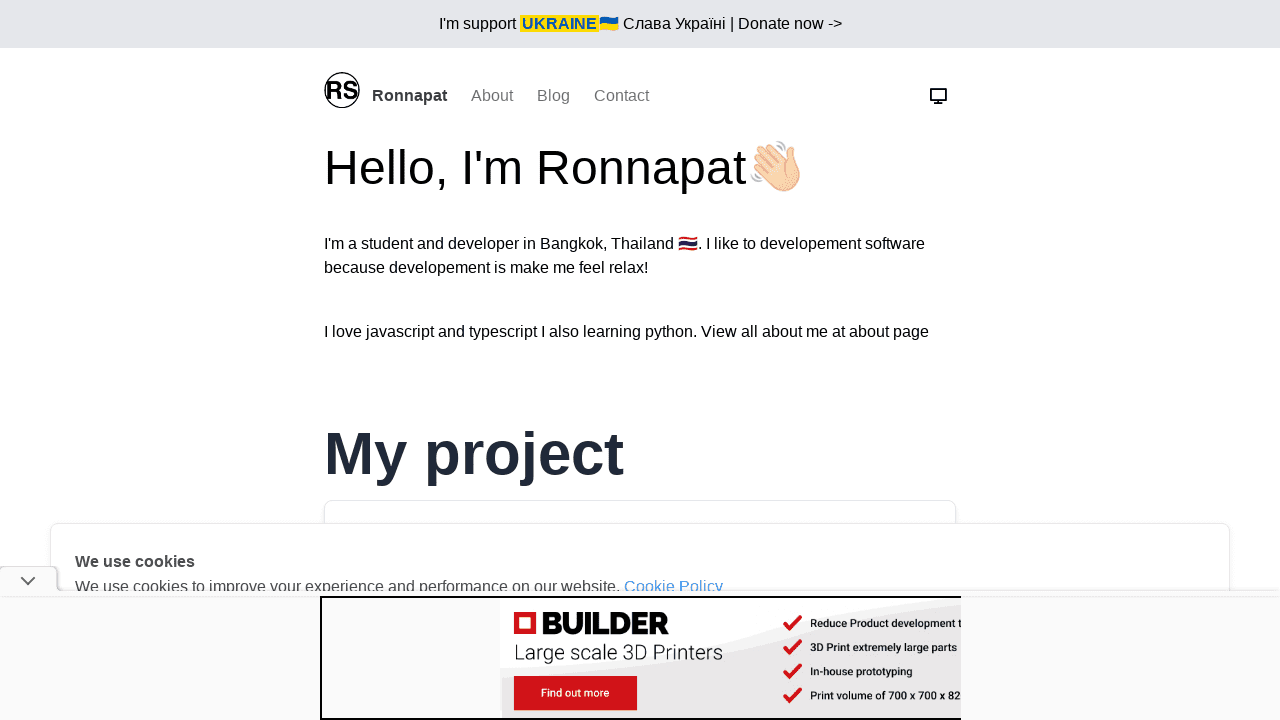 I'm support UKRAINE🇺🇦 Слава Україні | Donate now ->
RS Ronnapat About Blog Contact
Hello, I'm Ronnapat👋🏻
I'm a student and developer in Bangkok, Thailand 🇹🇭. I like to developement software
because developement is make me feel relax!
I love javascript and typescript I also learning python. View all about me at about page
My project
We use cookies
We use cookies to improve your experience and performance on our website. Cookie Policy
BUILDER
Large scale 3D Printers
Find out more
Reduce Product development t
3D Print extremely large parts
In-house prototyping
Print volume of 700 x 700 x 82